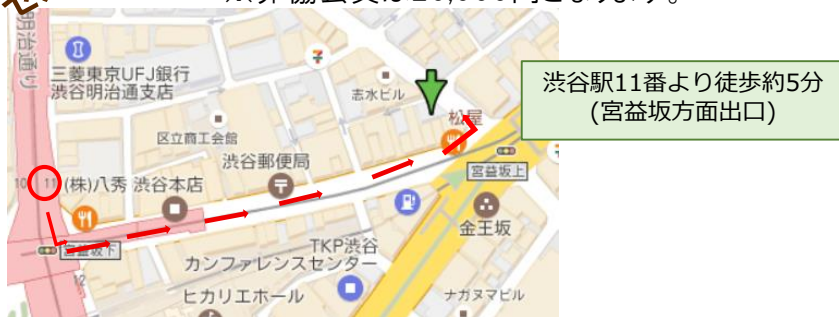 明治通り
三菱東京UFJ銀行
渋谷明治通支店
志水ビル
松屋
渋谷駅11番より徒歩約5分
(宮益坂方面出口)
区立商工会館
渋谷郵便局
宮益坂上
10
11
(株)八秀 渋谷本店
金王坂
宮益坂下
TKP渋谷
カンファレンスセンター
12
ヒカリエホール
ナガヌマビル